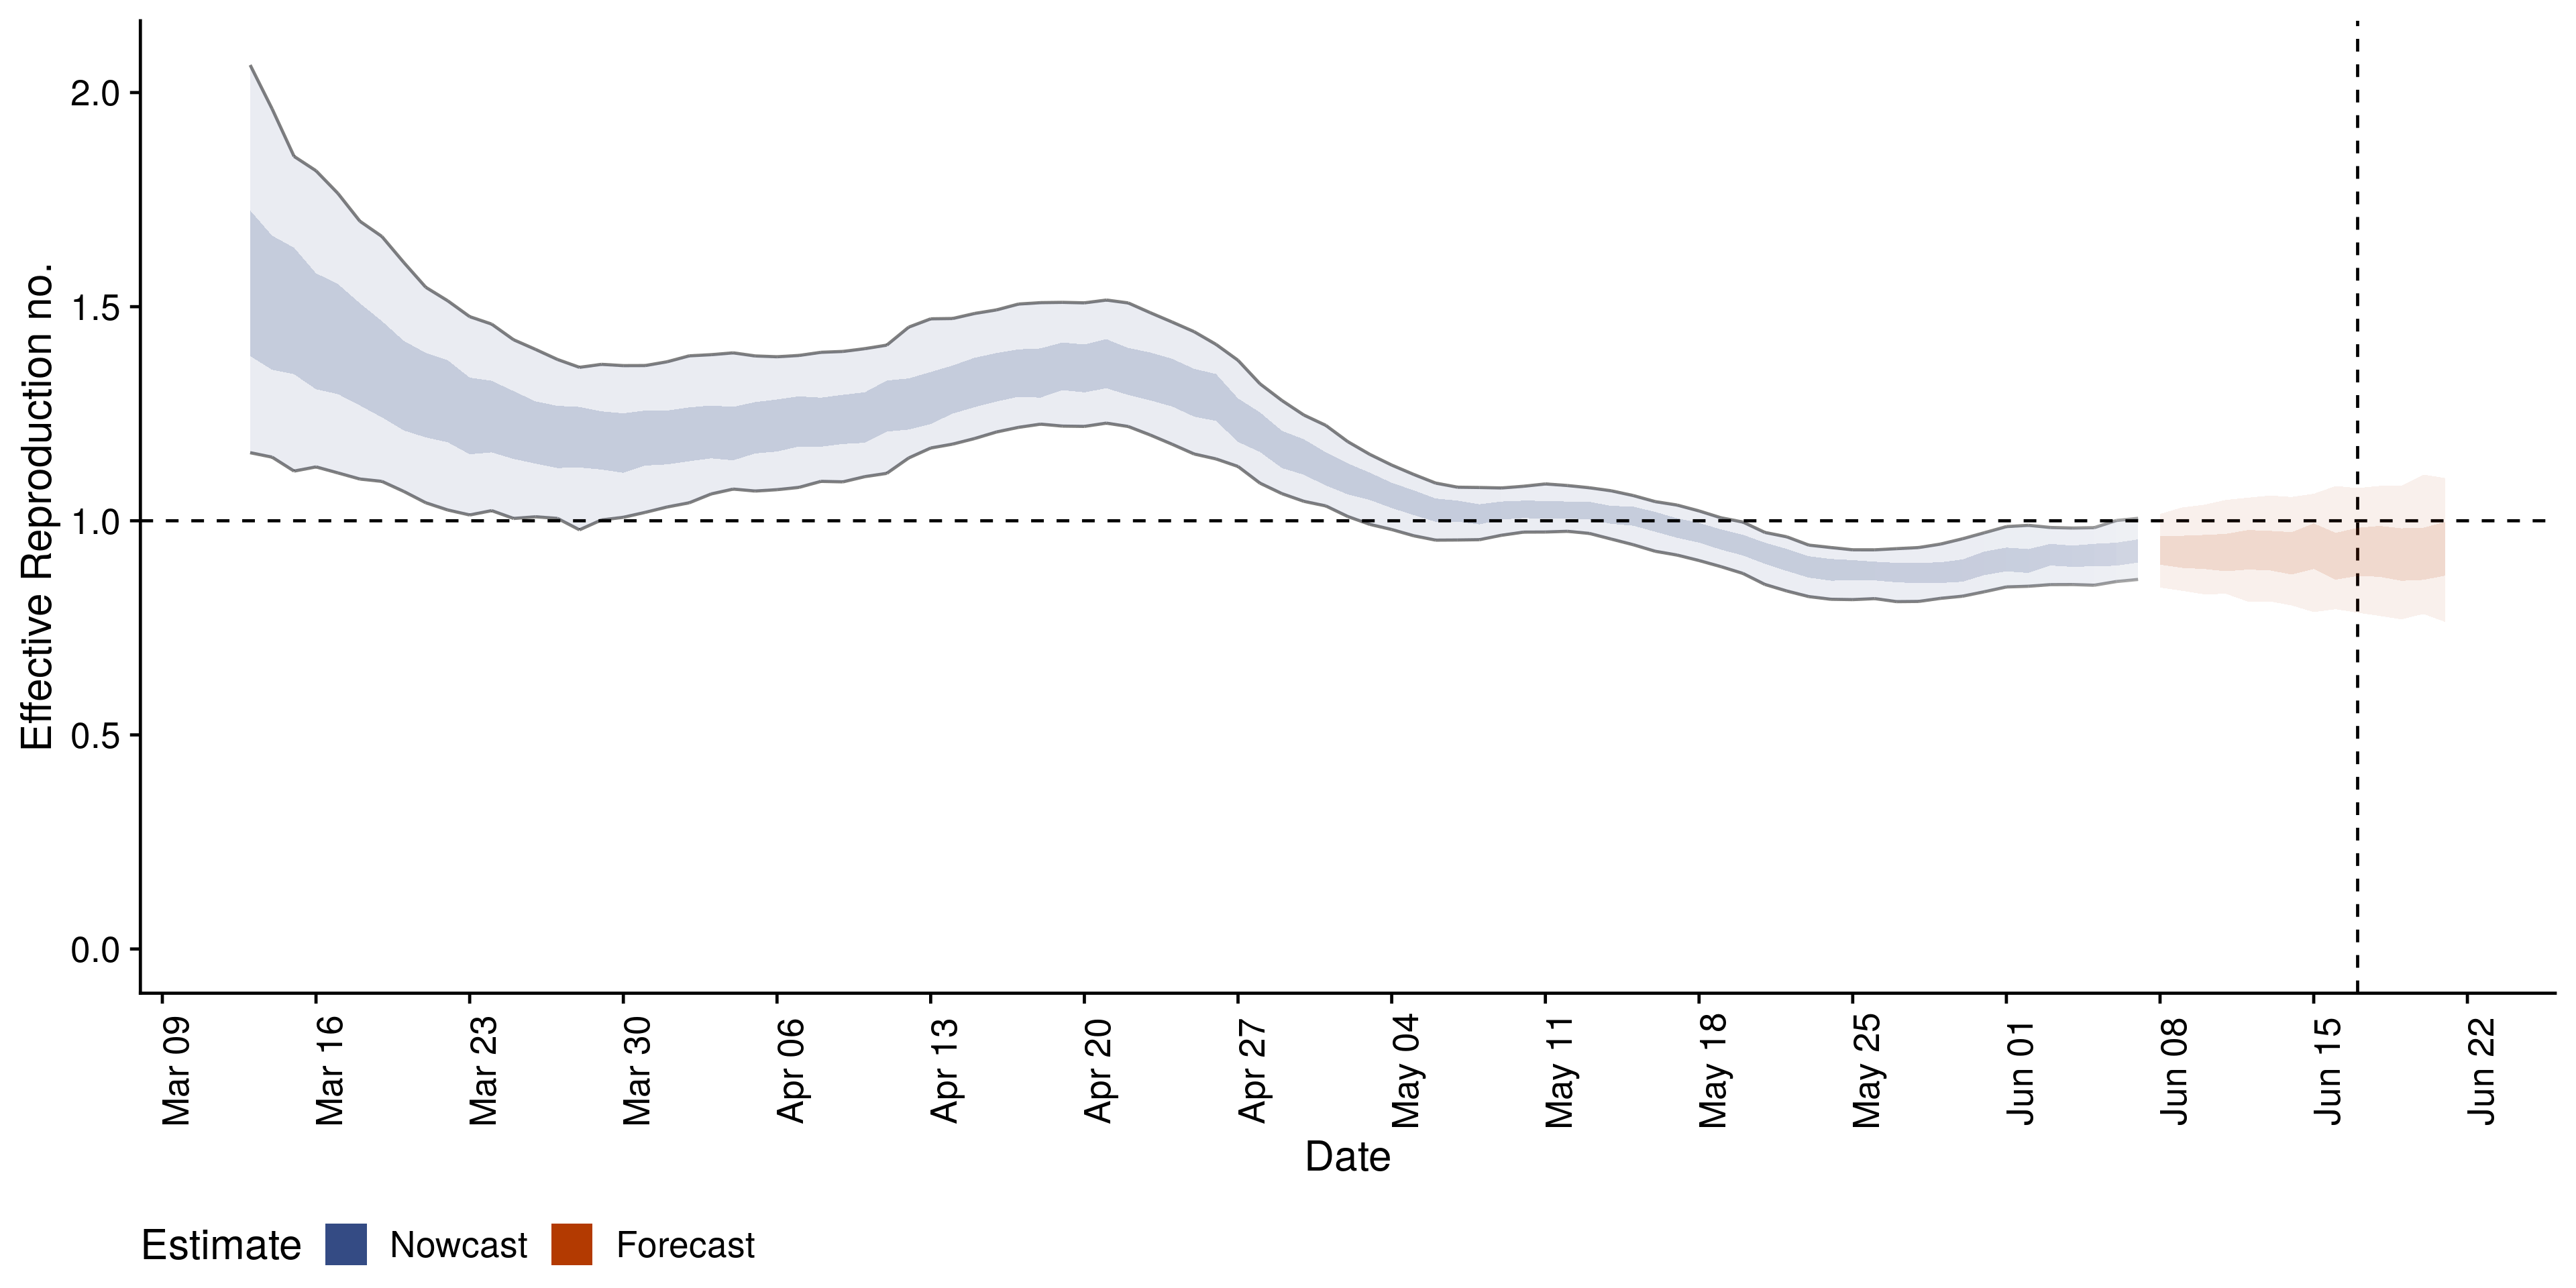 Effective Reproduction no.
2.0
1.5
1.0
0.5
0.0
Mar 09
Mar 16
Mar 23
Mar 30
Apr 06
Apr 13
Apr 20
Apr 27
May 04
May 11
May 18
May 25
Jun 01
Jun 08
Jun 15
Jun 22
Date
Estimate Nowcast Forecast